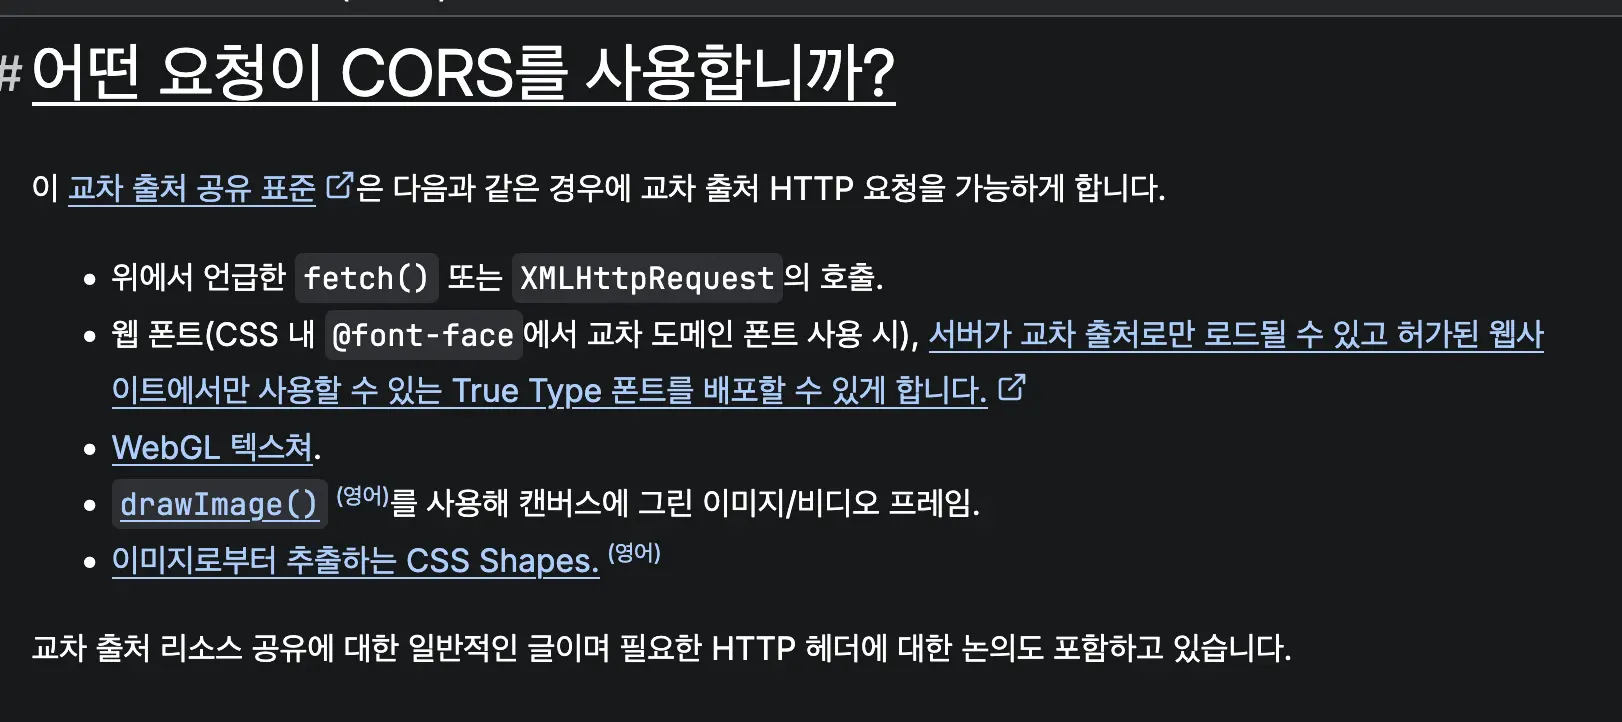 # 어떤 요청이 CORS를 사용합니까?
이 교차 출처 공유 표준은 다음과 같은 경우에 교차 출처 HTTP 요청을 가능하게 합니다.
• 위에서 언급한 fetch() 또는 XMLHttpRequest의 호출.
• 웹 폰트(CSS 내 @font-face에서 교차 도메인 폰트 사용 시), 서버가 교차 출처로만 로드될 수 있고 허가된 웹사
이트에서만 사용할 수 있는 True Type 폰트를 배포할 수 있게 합니다.
• WebGL 텍스쳐.
• drawImage() (영어)를 사용해 캔버스에 그린 이미지/비디오 프레임.
• 이미지로부터 추출하는 CSS Shapes. (영어)
교차 출처 리소스 공유에 대한 일반적인 글이며 필요한 HTTP 헤더에 대한 논의도 포함하고 있습니다.